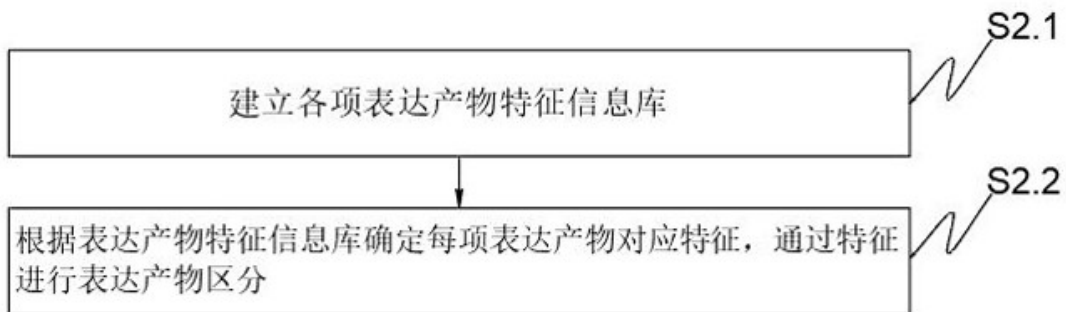 S2.1
建立各项表达产物特征信息库
S2.2
根据表达产物特征信息库确定每项表达产物对应特征，通过特征
进行表达产物区分